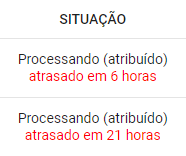 SITUAÇÃO
Processando (atribuído)
atrasado em 6 horas
Processando (atribuído)
atrasado em 21 horas